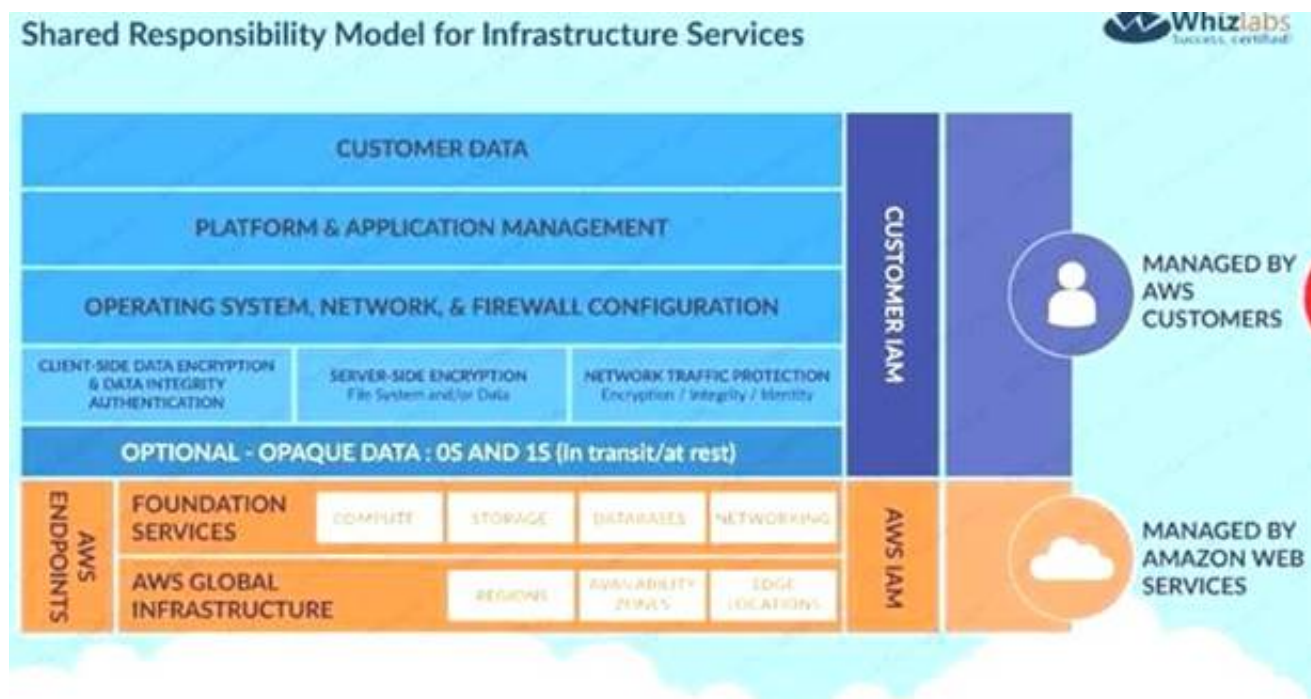 Shared Responsibility Model for Infrastructure Services
Whizlabs
Success, certified!
CUSTOMER DATA
PLATFORM & APPLICATION MANAGEMENT
OPERATING SYSTEM, NETWORK, & FIREWALL CONFIGURATION
CLIENT-SIDE DATA ENCRYPTION
& DATA INTEGRITY
AUTHENTICATION
SERVER-SIDE ENCRYPTION
File System and/or Data
NETWORK TRAFFIC PROTECTION
Encryption / Integrity / Identity
OPTIONAL - OPAQUE DATA : 0S AND 1S (in transit/at rest)
CUSTOMER IAM
MANAGED BY
AWS
CUSTOMERS
AWS
ENDPOINTS
FOUNDATION
SERVICES
COMPUTE
STORAGE
DATABASES
NETWORKING
AWS GLOBAL
INFRASTRUCTURE
REGIONS
AVAILABILITY
ZONES
EDGE
LOCATIONS
AWS IAM
MANAGED BY
AMAZON WEB
SERVICES